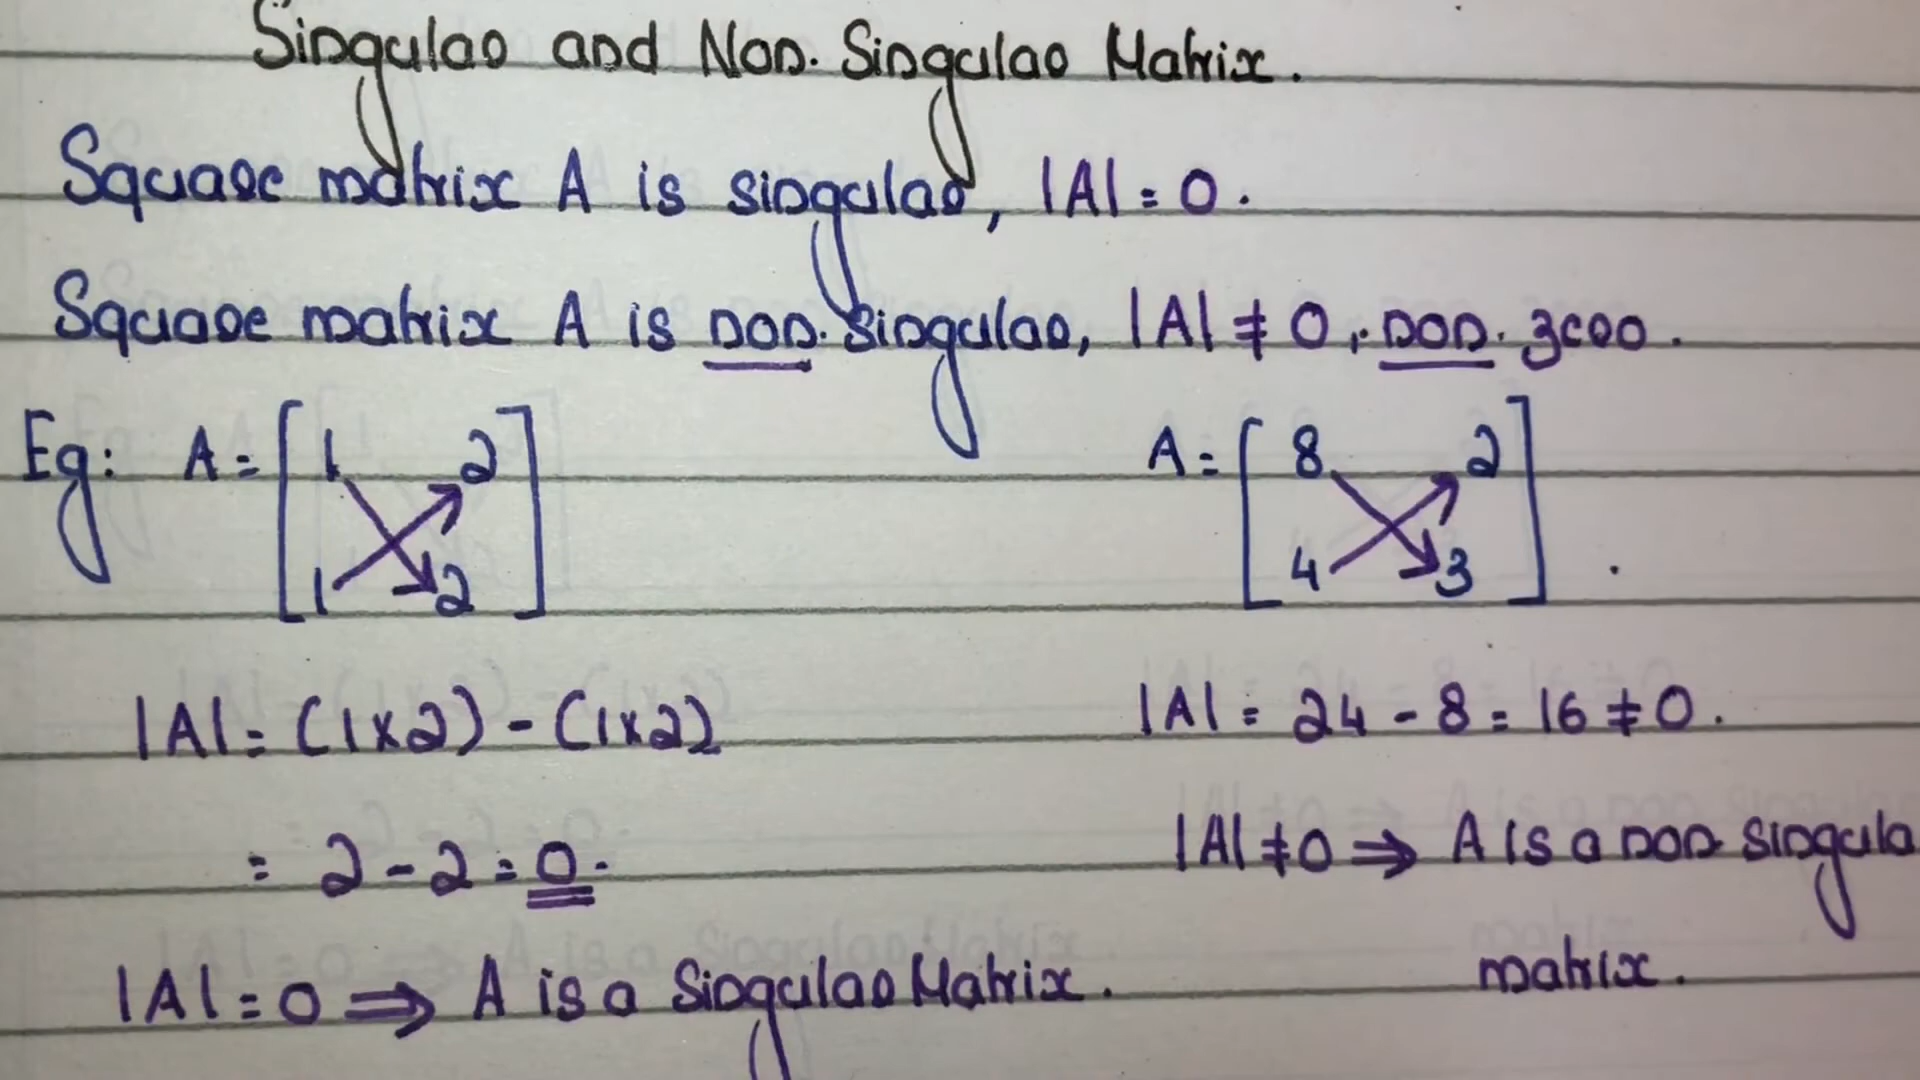 Singular and Non. Singular Matrix.
Square matrix A is singular, |A| = 0.
Square matrix A is non. singular, |A| ≠ 0, non. zero.
Eg: A = [ 1 2
1 2 ]
|A| = (1×2) - (1×2)
= 2 - 2 = 0.
|A| = 0 ⇒ A is a Singular Matrix.
A = [ 8 2
4 3 ] .
|A| = 24 - 8 = 16 ≠ 0.
|A| ≠ 0 ⇒ A is a non singula
matrix.